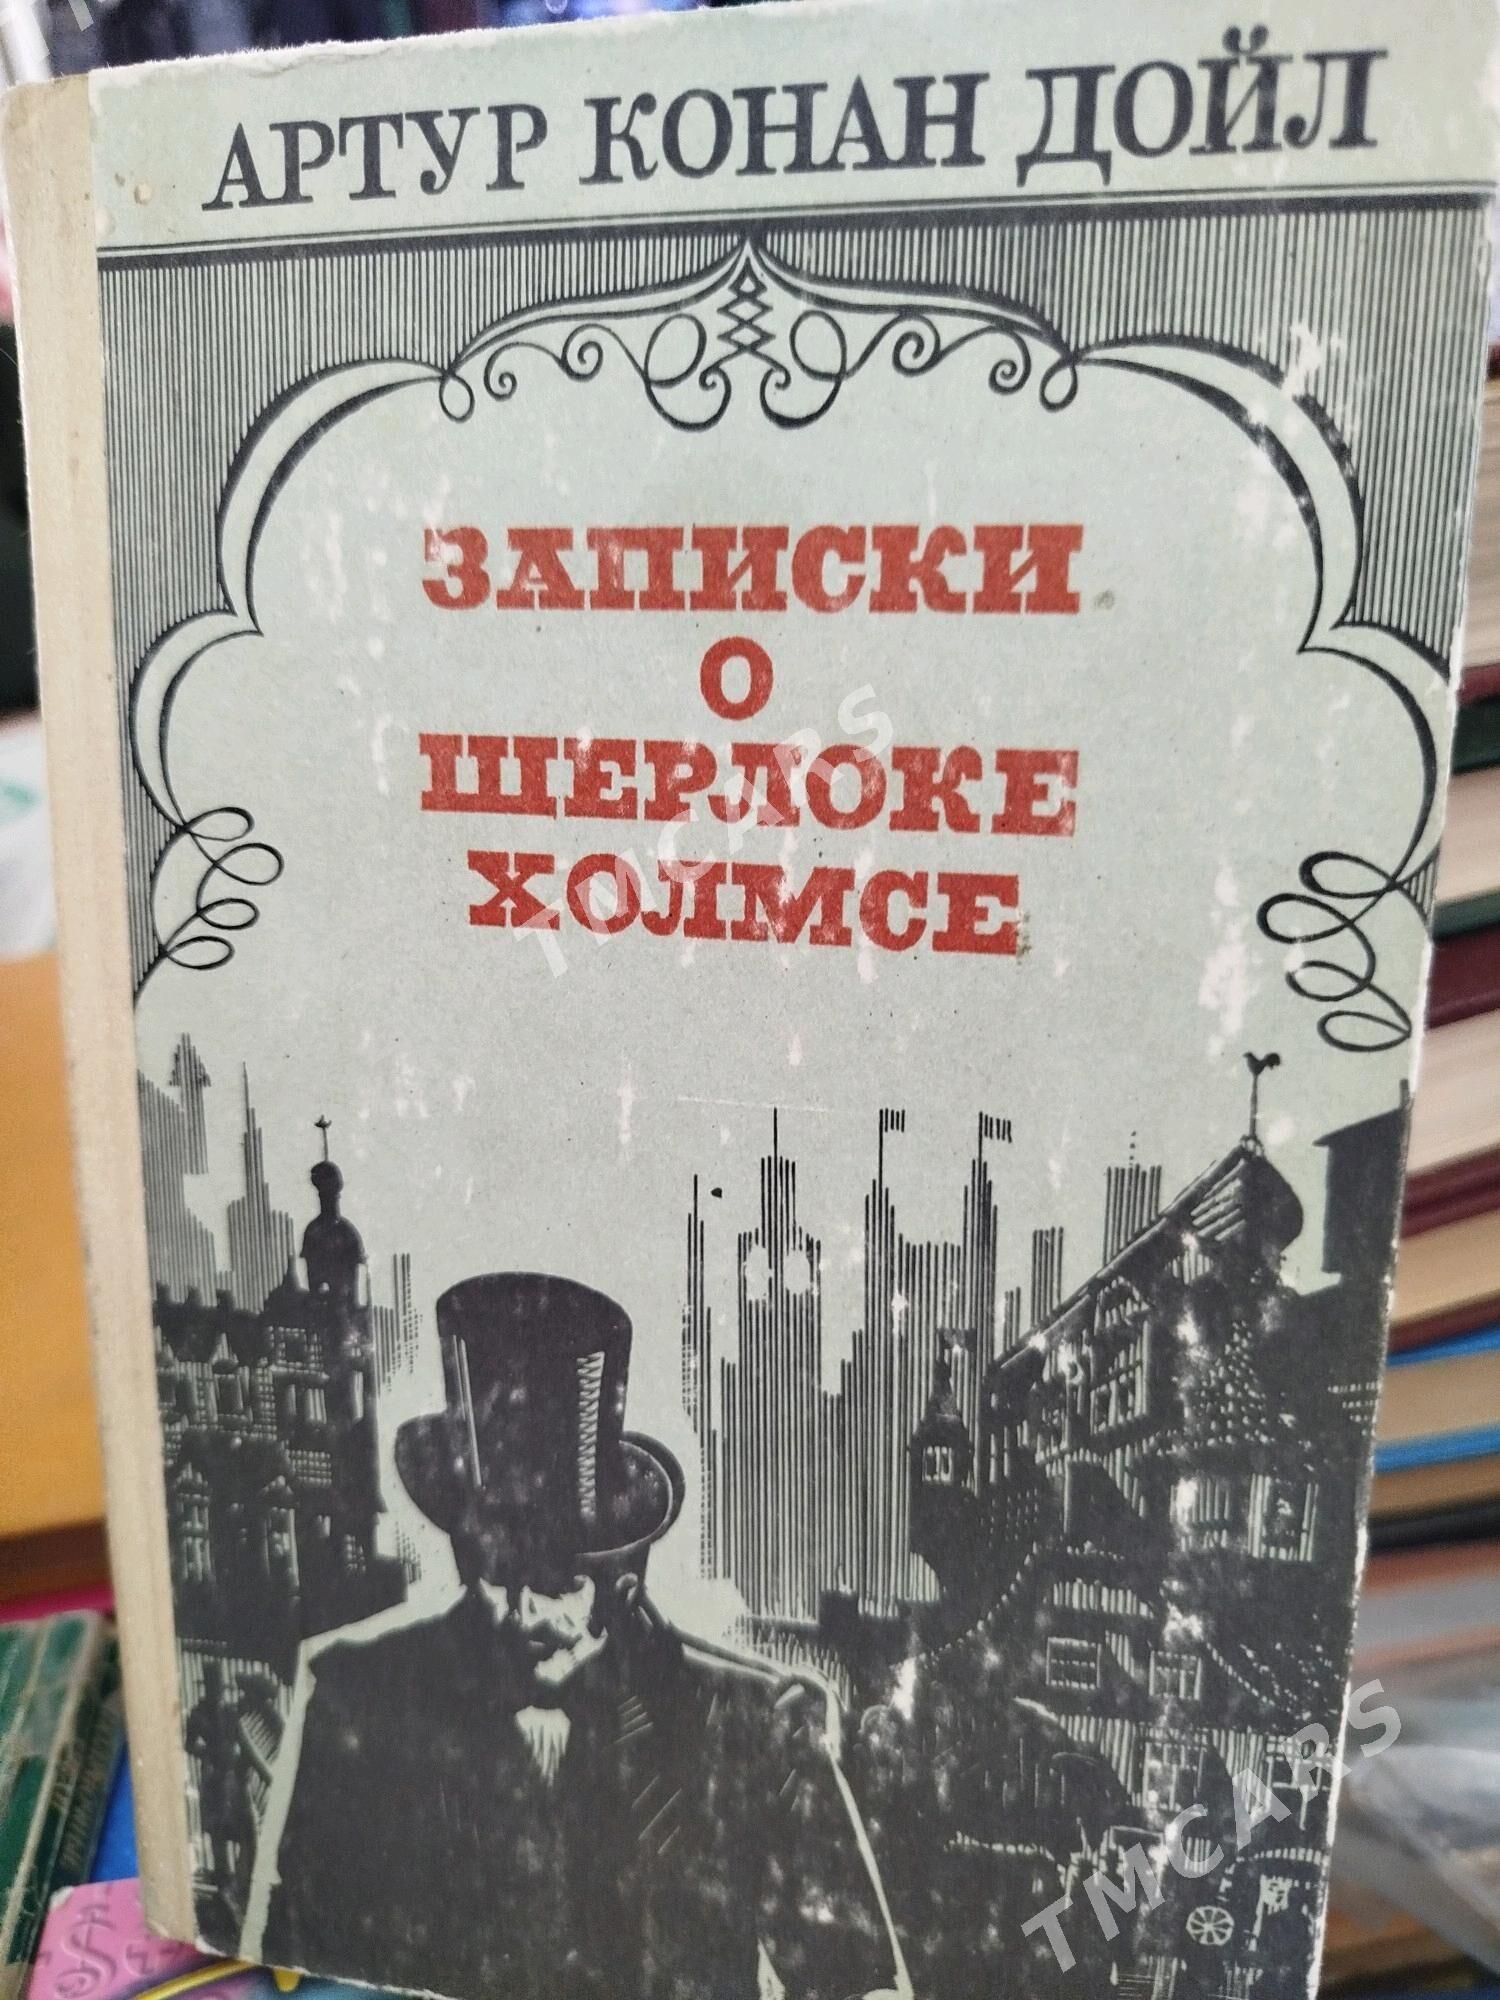 АРТУР КОНАН ДОЙЛ
ЗАПИСКИ
О
ШЕРЛОКЕ
ХОЛМСЕ
TMCARS
TMCARS